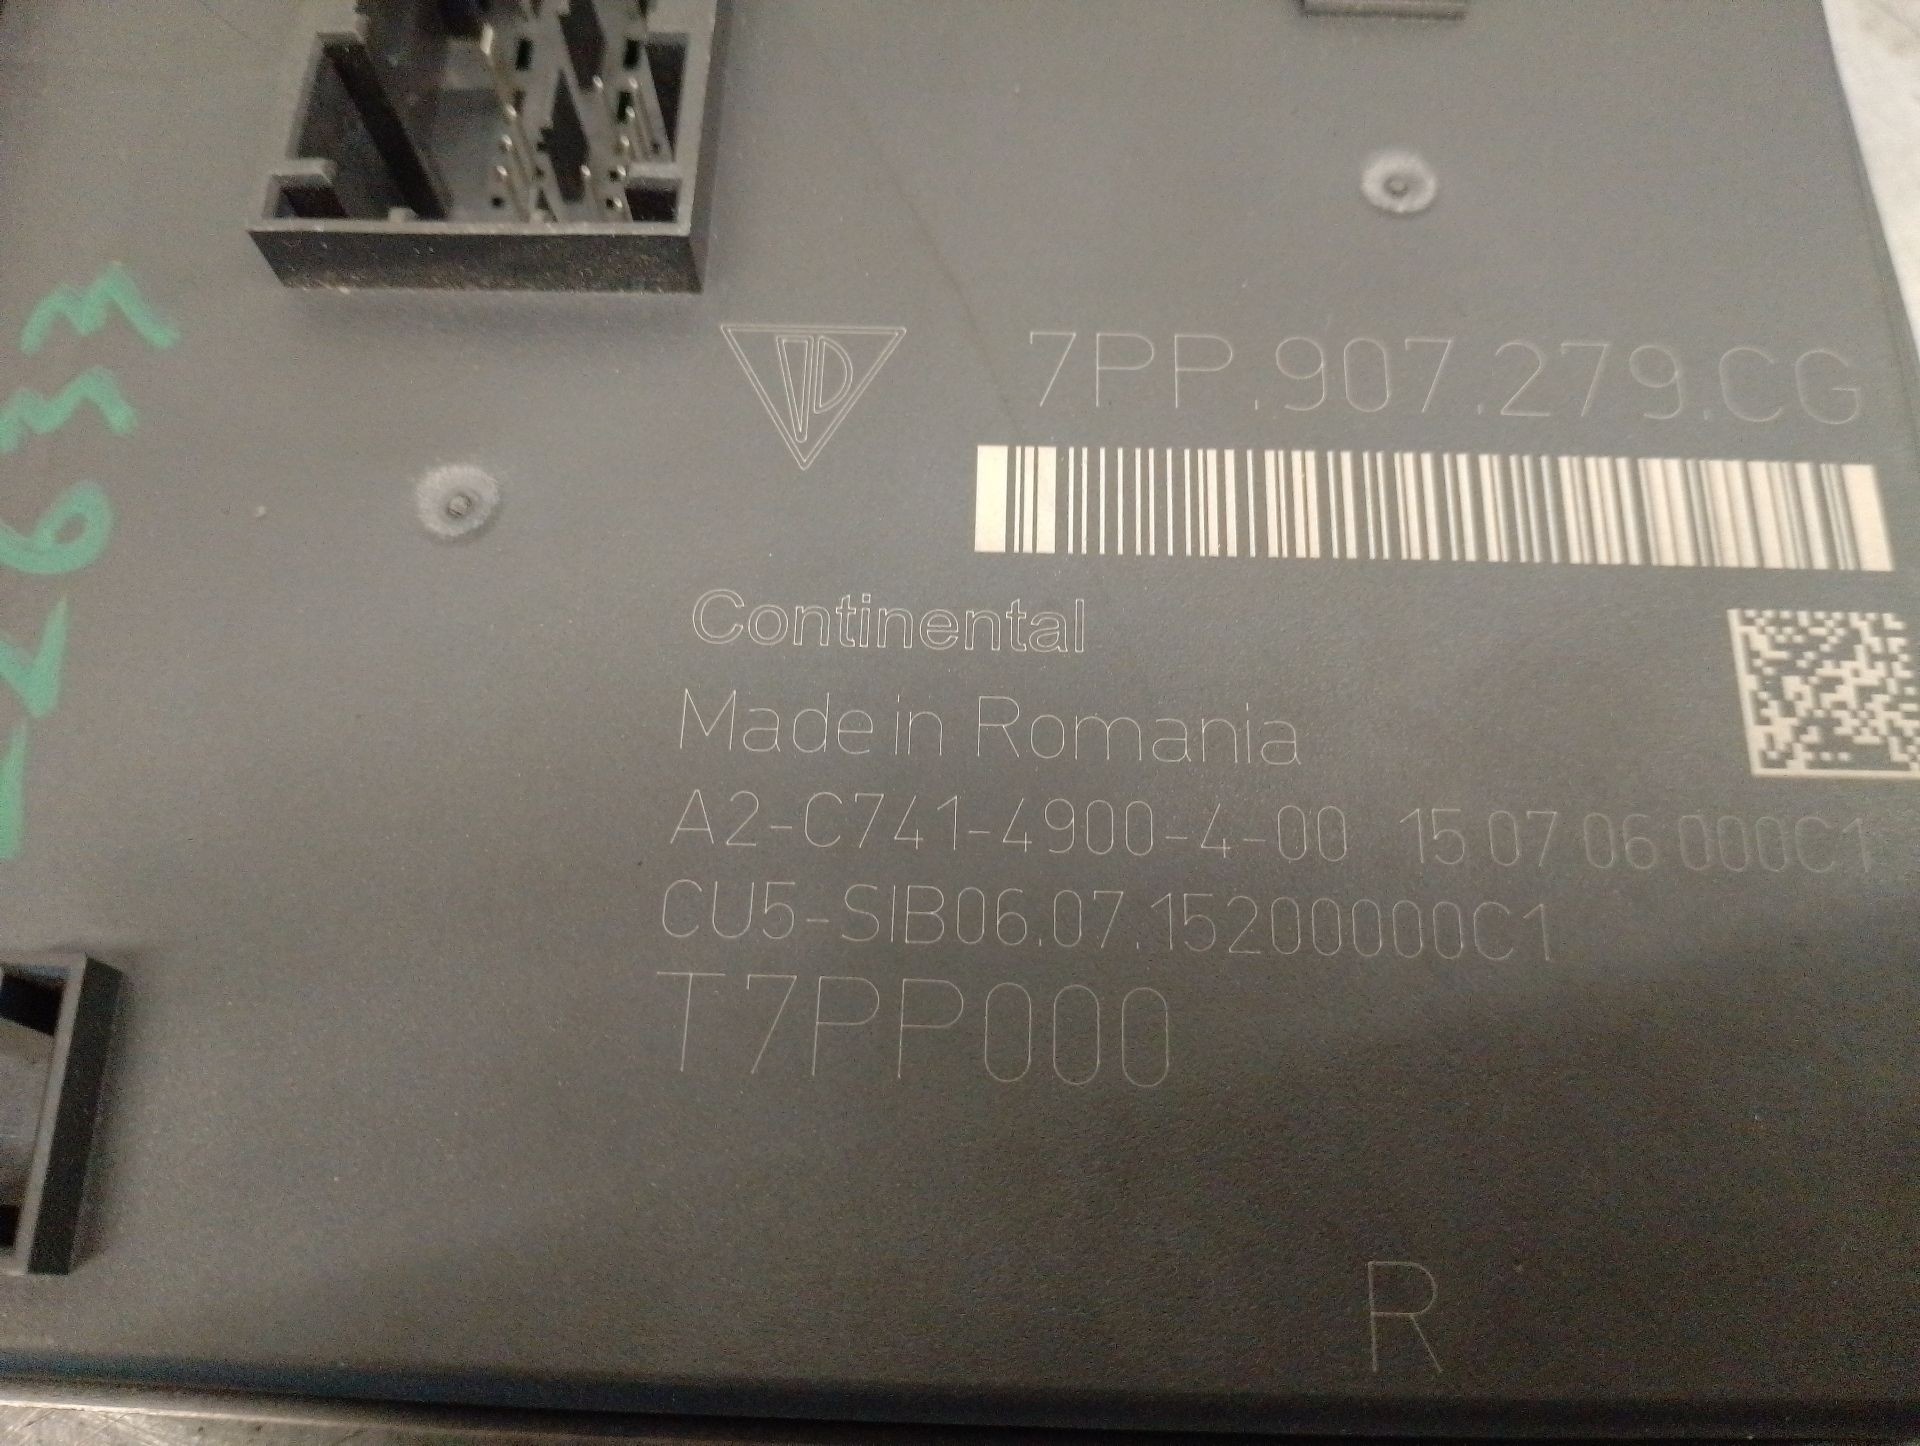 7PP.907.279.CG
Continental
Made in Romania
A2-C741-4900-4-00 15 07 06 000C1
CU5-SIB06.07.15200000C1
T7PP000
R